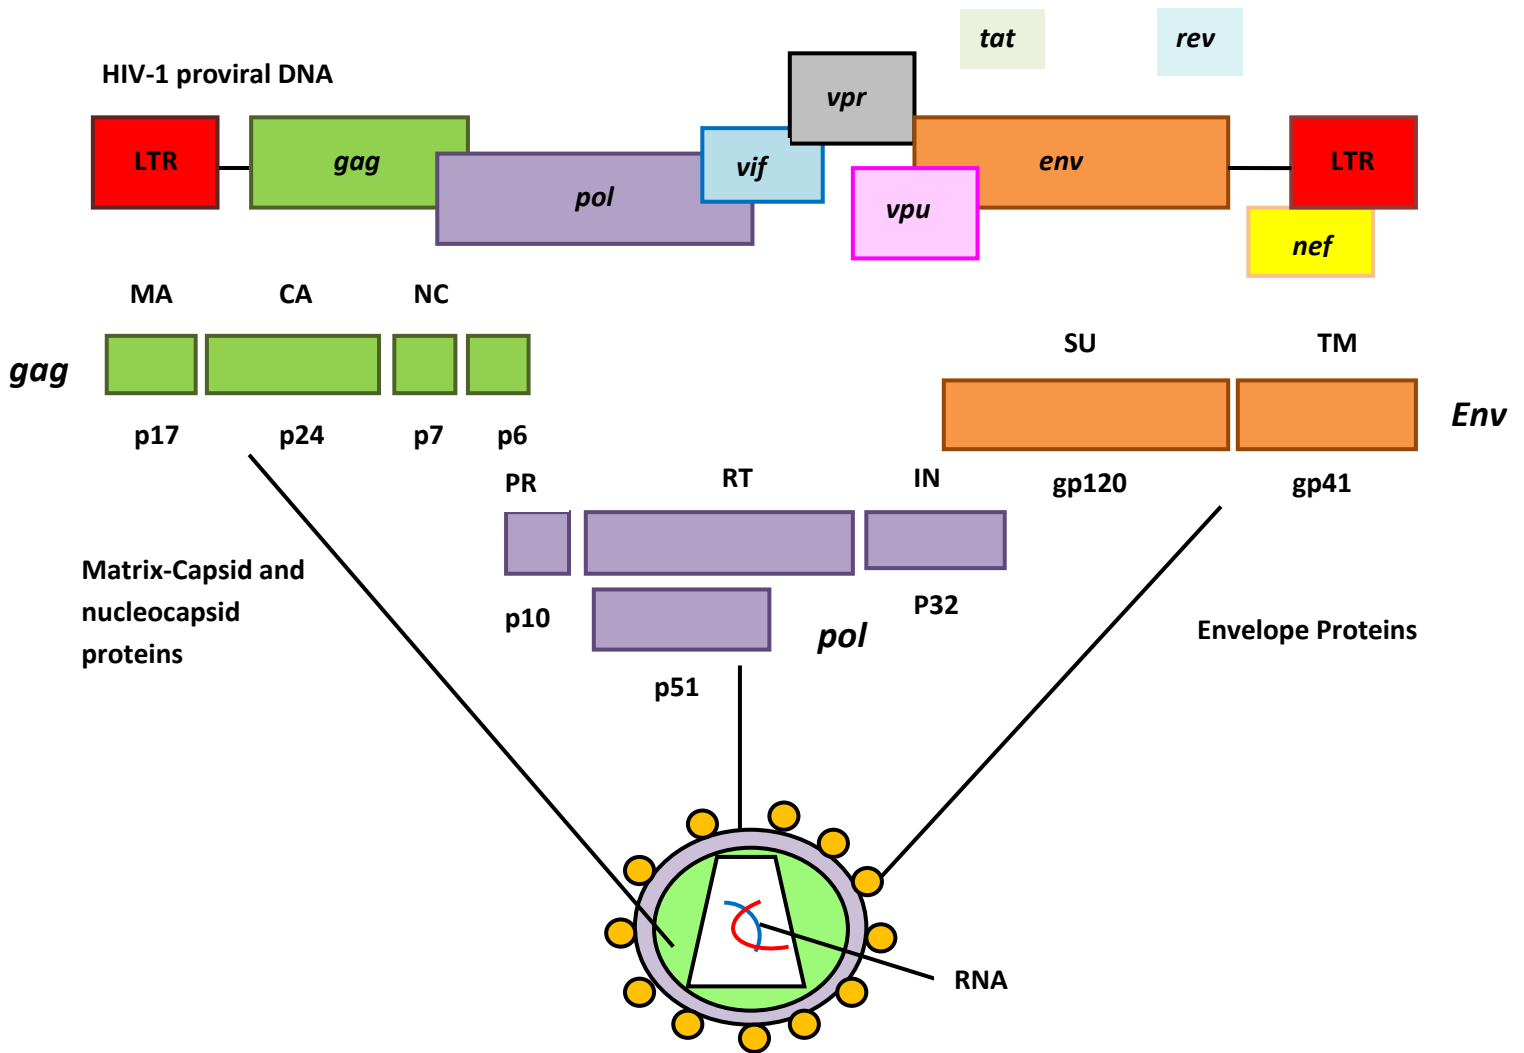 tat
rev
HIV-1 proviral DNA
vpr
LTR
gag
vif
env
LTR
pol
vpu
nef
MA
CA
NC
SU
TM
gag
Env
p17
p24
p7
p6
PR
RT
IN
gp120
gp41
Matrix-Capsid and
nucleocapsid
proteins
p10
P32
pol
Envelope Proteins
p51
RNA